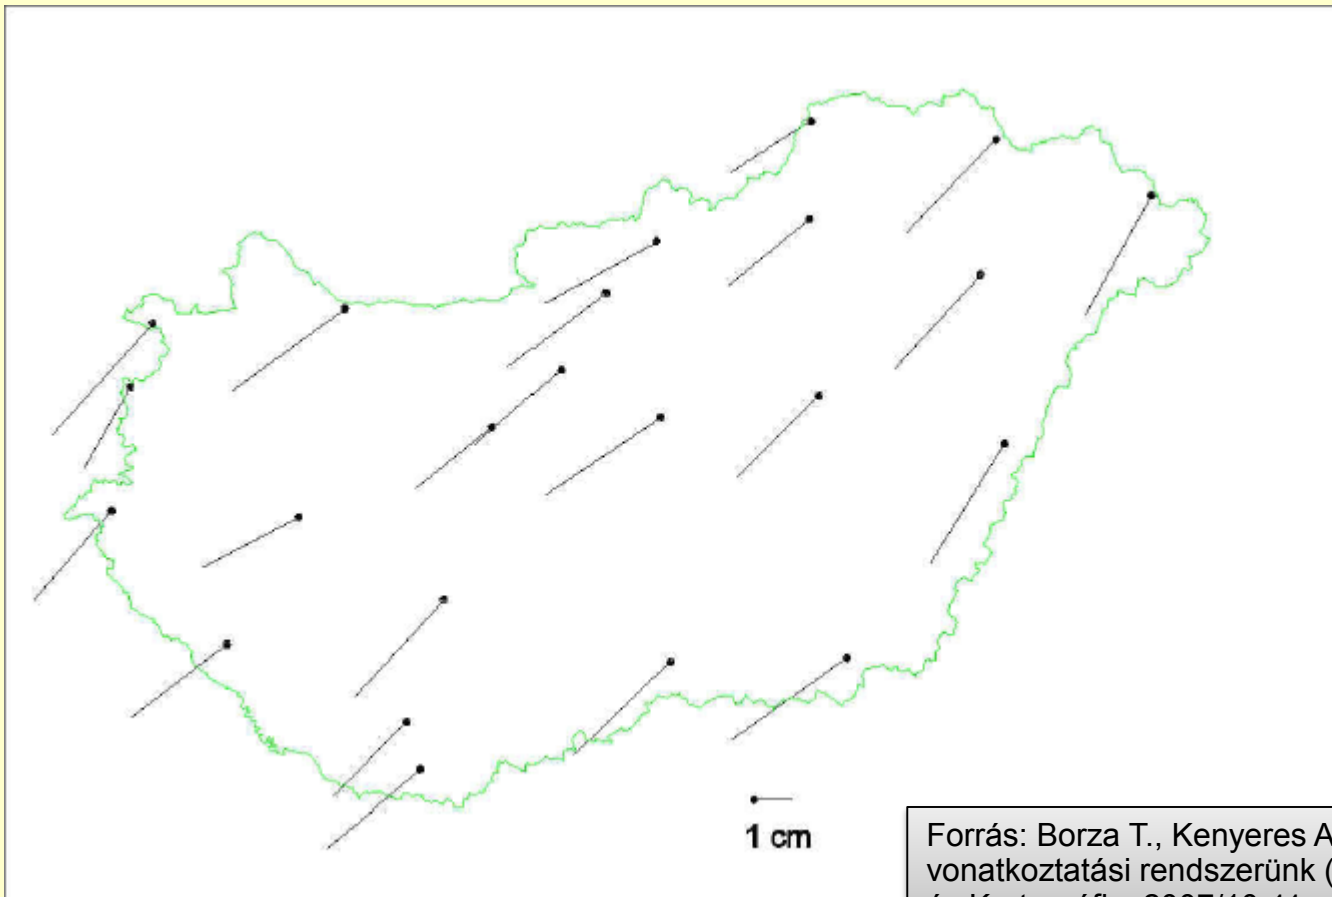 1 cm
Forrás: Borza T., Kenyeres A
vonatkoztatási rendszerünk (